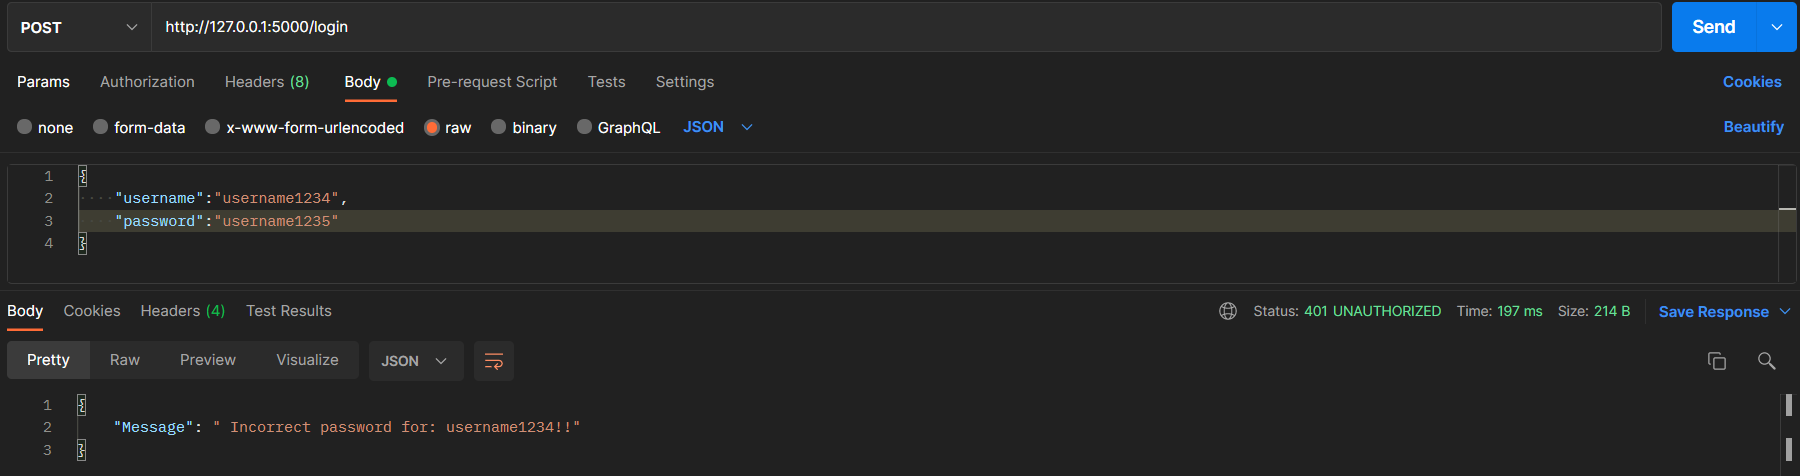 POST http://127.0.0.1:5000/login Send
Params Authorization Headers (8) Body Pre-request Script Tests Settings Cookies
none form-data x-www-form-urlencoded raw binary GraphQL JSON Beautify
1 {
2 "username":"username1234",
3 "password":"username1235"
4 }
Body Cookies Headers (4) Test Results Status: 401 UNAUTHORIZED Time: 197 ms Size: 214 B Save Response
Pretty Raw Preview Visualize JSON
1 {
2 "Message": " Incorrect password for: username1234!!"
3 }